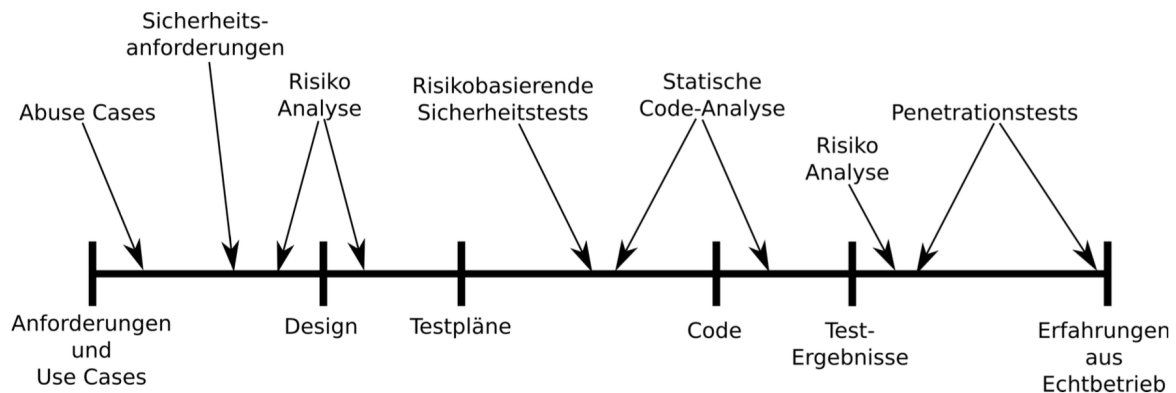 Sicherheits-
anforderungen
Abuse Cases
Risiko
Analyse
Risikobasierende
Sicherheitstests
Statische
Code-Analyse
Risiko
Analyse
Penetrationstests
Anforderungen
und
Use Cases
Design
Testpläne
Code
Test-
Ergebnisse
Erfahrungen
aus
Echtbetrieb